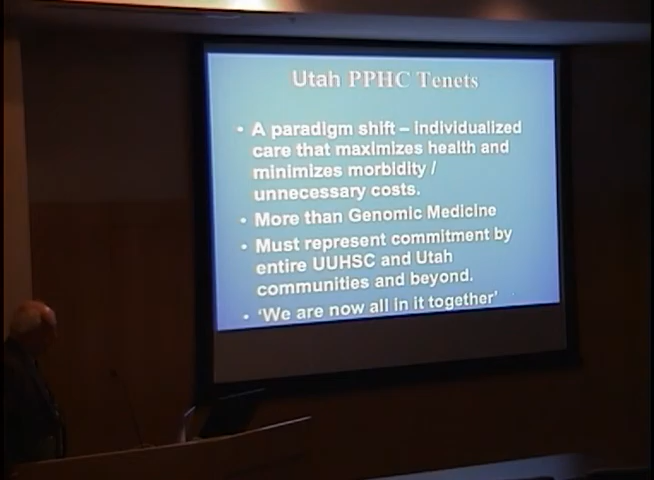 Utah PPHC Tenets
• A paradigm shift – individualized
care that maximizes health and
minimizes morbidity /
unnecessary costs.
• More than Genomic Medicine
• Must represent commitment by
entire UUHSC and Utah
communities and beyond.
• 'We are now all in it together'